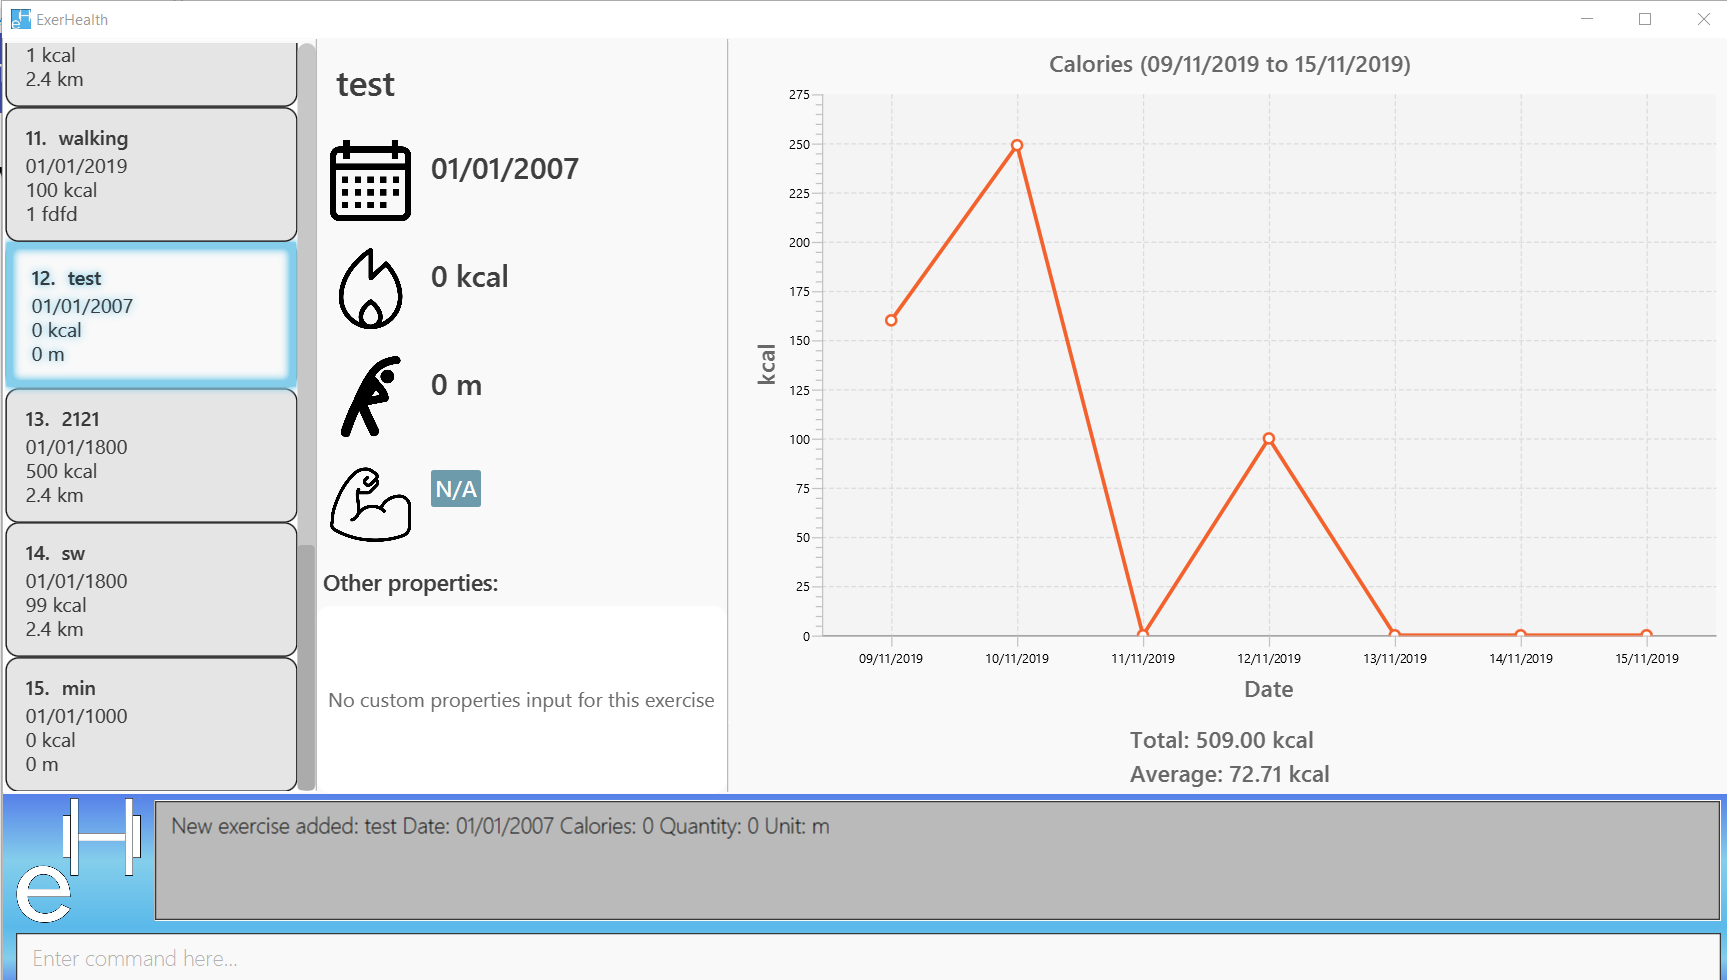 ExerHealth
1 kcal
2.4 km
11. walking
01/01/2019
100 kcal
1 fdfd
12. test
01/01/2007
0 kcal
0 m
13. 2121
01/01/1800
500 kcal
2.4 km
14. sw
01/01/1800
99 kcal
2.4 km
15. min
01/01/1000
0 kcal
0 m
test
01/01/2007
0 kcal
0 m
N/A
Other properties:
No custom properties input for this exercise
Calories (09/11/2019 to 15/11/2019)
275
250
225
200
175
150
125
100
75
50
25
0
kcal
09/11/2019 10/11/2019 11/11/2019 12/11/2019 13/11/2019 14/11/2019 15/11/2019
Date
Total: 509.00 kcal
Average: 72.71 kcal
eH
New exercise added: test Date: 01/01/2007 Calories: 0 Quantity: 0 Unit: m
Enter command here...